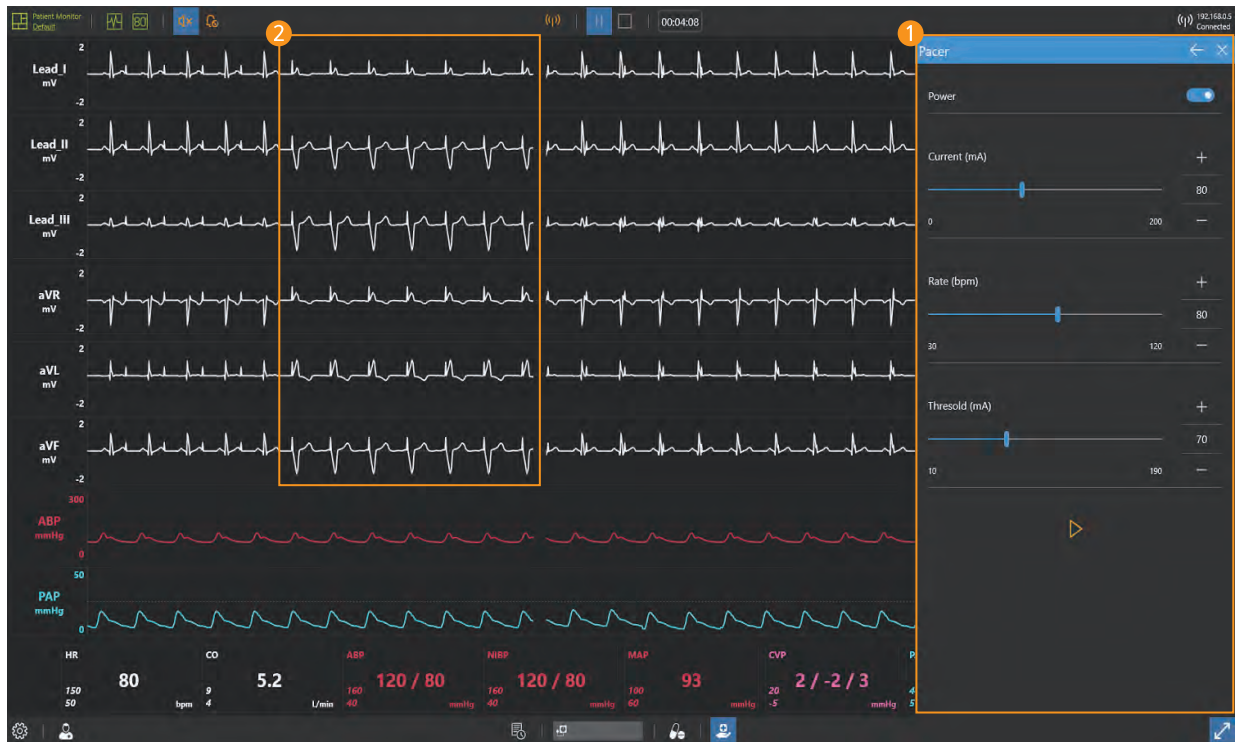 Patient Monitor
Default
80
00:04:08
192.168.0.5
Connected
2
1
Pacer
Power
Current (mA)
+
80
0 200 −
Rate (bpm)
+
80
30 120 −
Thresold (mA)
+
70
10 190 −
2
Lead_I
mV
-2
2
Lead_II
mV
-2
2
Lead_III
mV
-2
2
aVR
mV
-2
2
aVL
mV
-2
2
aVF
mV
-2
300
ABP
mmHg
0
50
PAP
mmHg
0
HR
80
150
50 bpm
CO
5.2
9
4 L/min
ABP
120 / 80
160
40 mmHg
NIBP
120 / 80
160
40 mmHg
MAP
93
100
60 mmHg
CVP
2 / -2 / 3
20
-5 mmHg